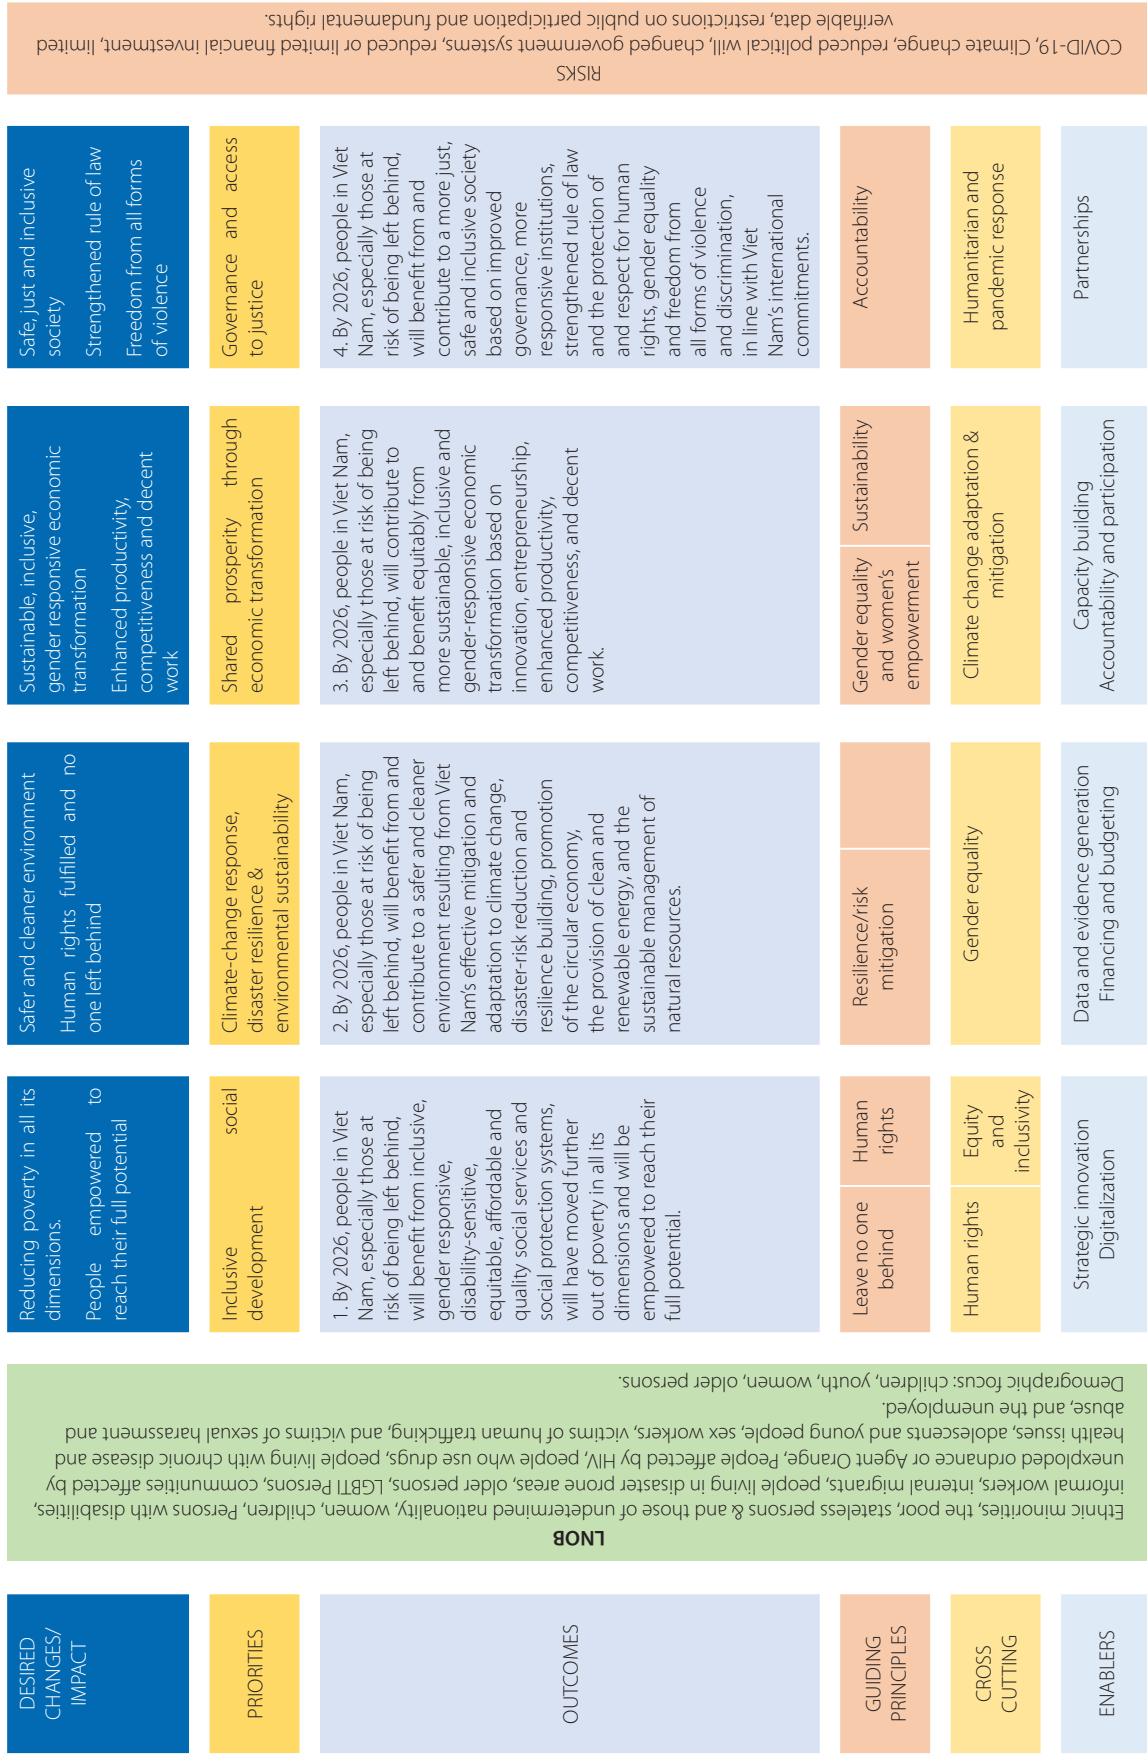 DESIRED
CHANGES/
IMPACT
Reducing poverty in all its
dimensions.
People empowered to
reach their full potential
Safer and cleaner environment
Human rights fulfilled and no
one left behind
Sustainable, inclusive,
gender responsive economic
transformation
Enhanced productivity,
competitiveness and decent
work
Safe, just and inclusive
society
Strengthened rule of law
Freedom from all forms
of violence
PRIORITIES
Inclusive social
development
Climate-change response,
disaster resilience &
environmental sustainability
Shared prosperity through
economic transformation
Governance and access
to justice
OUTCOMES
1. By 2026, people in Viet
Nam, especially those at
risk of being left behind,
will benefit from inclusive,
gender responsive,
disability-sensitive,
equitable, affordable and
quality social services and
social protection systems,
will have moved further
out of poverty in all its
dimensions and will be
empowered to reach their
full potential.
2. By 2026, people in Viet Nam,
especially those at risk of being
left behind, will benefit from and
contribute to a safer and cleaner
environment resulting from Viet
Nam's effective mitigation and
adaptation to climate change,
disaster-risk reduction and
resilience building, promotion
of the circular economy,
the provision of clean and
renewable energy, and the
sustainable management of
natural resources.
3. By 2026, people in Viet Nam,
especially those at risk of being
left behind, will contribute to
and benefit equitably from
more sustainable, inclusive and
gender-responsive economic
transformation based on
innovation, entrepreneurship,
enhanced productivity,
competitiveness, and decent
work.
4. By 2026, people in Viet
Nam, especially those at
risk of being left behind,
will benefit from and
contribute to a more just,
safe and inclusive society
based on improved
governance, more
responsive institutions,
strengthened rule of law
and the protection of
and respect for human
rights, gender equality
and freedom from
all forms of violence
and discrimination,
in line with Viet
Nam's international
commitments.
GUIDING
PRINCIPLES
Leave no one
behind
Human
rights
Resilience/risk
mitigation
Gender equality
and women's
empowerment
Sustainability
Accountability
CROSS
CUTTING
Human rights
Equity
and
inclusivity
Gender equality
Climate change adaptation &
mitigation
Humanitarian and
pandemic response
ENABLERS
Strategic innovation
Digitalization
Data and evidence generation
Financing and budgeting
Capacity building
Accountability and participation
Partnerships
LNOB
Ethnic minorities, the poor, stateless persons & and those of undetermined nationality, women, children, Persons with disabilities,
informal workers, internal migrants, people living in disaster prone areas, older persons, LGBTI Persons, communities affected by
unexploded ordnance or Agent Orange, People affected by HIV, people who use drugs, people living with chronic disease and
health issues, adolescents and young people, sex workers, victims of human trafficking, and victims of sexual harassment and
abuse, and the unemployed.
Demographic focus: children, youth, women, older persons.
RISKS
COVID-19, Climate change, reduced political will, changed government systems, reduced or limited financial investment, limited
verifiable data, restrictions on public participation and fundamental rights.